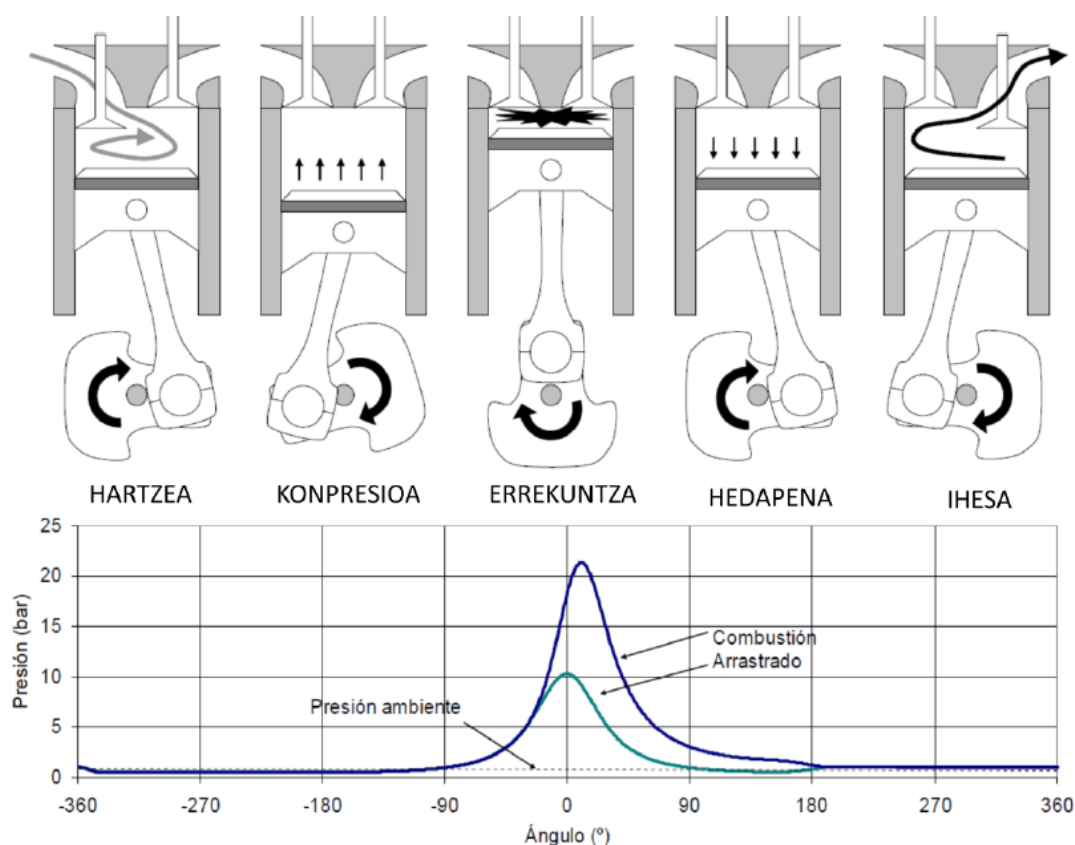 HARTZEA KONPRESIOA ERREKUNTZA HEDAPENA IHESA
25
20
15
10
5
0
Presión (bar)
Combustión
Arrastrado
Presión ambiente
-360 -270 -180 -90 0 90 180 270 360
Ángulo (º)